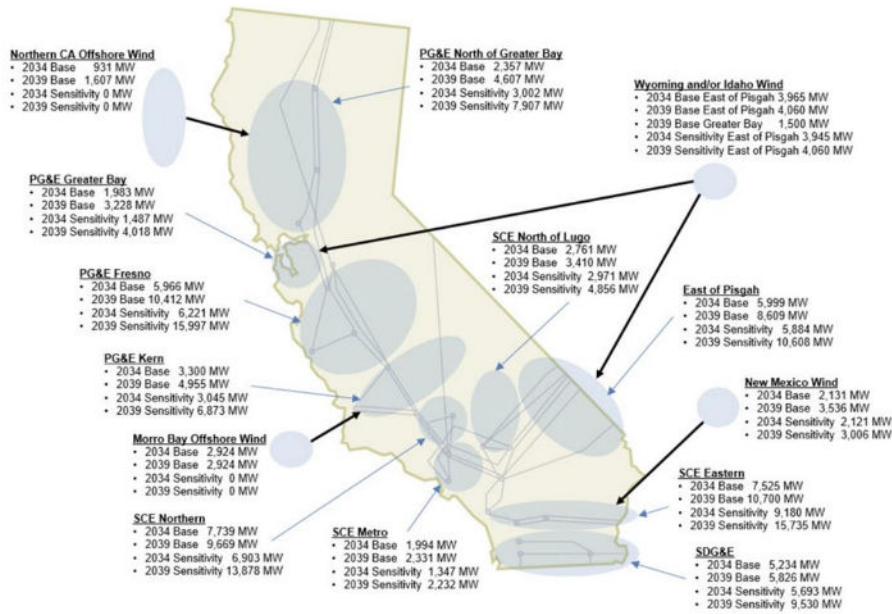 Northern CA Offshore Wind
• 2034 Base 931 MW
• 2039 Base 1,607 MW
• 2034 Sensitivity 0 MW
• 2039 Sensitivity 0 MW
PG&E North of Greater Bay
• 2034 Base 2,357 MW
• 2039 Base 4,607 MW
• 2034 Sensitivity 3,002 MW
• 2039 Sensitivity 7,907 MW
Wyoming and/or Idaho Wind
• 2034 Base East of Pisgah 3,965 MW
• 2039 Base East of Pisgah 4,060 MW
• 2039 Base Greater Bay 1,500 MW
• 2034 Sensitivity East of Pisgah 3,945 MW
• 2039 Sensitivity East of Pisgah 4,060 MW
PG&E Greater Bay
• 2034 Base 1,983 MW
• 2039 Base 3,228 MW
• 2034 Sensitivity 1,487 MW
• 2039 Sensitivity 4,018 MW
SCE North of Lugo
• 2034 Base 2,761 MW
• 2039 Base 3,410 MW
• 2034 Sensitivity 2,971 MW
• 2039 Sensitivity 4,856 MW
PG&E Fresno
• 2034 Base 5,966 MW
• 2039 Base 10,412 MW
• 2034 Sensitivity 6,221 MW
• 2039 Sensitivity 15,997 MW
East of Pisgah
• 2034 Base 5,999 MW
• 2039 Base 8,609 MW
• 2034 Sensitivity 5,884 MW
• 2039 Sensitivity 10,608 MW
PG&E Kern
• 2034 Base 3,300 MW
• 2039 Base 4,955 MW
• 2034 Sensitivity 3,045 MW
• 2039 Sensitivity 6,873 MW
New Mexico Wind
• 2034 Base 2,131 MW
• 2039 Base 3,536 MW
• 2034 Sensitivity 2,121 MW
• 2039 Sensitivity 3,006 MW
Morro Bay Offshore Wind
• 2034 Base 2,924 MW
• 2039 Base 2,924 MW
• 2034 Sensitivity 0 MW
• 2039 Sensitivity 0 MW
SCE Eastern
• 2034 Base 7,525 MW
• 2039 Base 10,700 MW
• 2034 Sensitivity 9,180 MW
• 2039 Sensitivity 15,735 MW
SCE Northern
• 2034 Base 7,739 MW
• 2039 Base 9,669 MW
• 2034 Sensitivity 6,903 MW
• 2039 Sensitivity 13,878 MW
SCE Metro
• 2034 Base 1,994 MW
• 2039 Base 2,331 MW
• 2034 Sensitivity 1,347 MW
• 2039 Sensitivity 2,232 MW
SDG&E
• 2034 Base 5,234 MW
• 2039 Base 5,826 MW
• 2034 Sensitivity 5,693 MW
• 2039 Sensitivity 9,530 MW